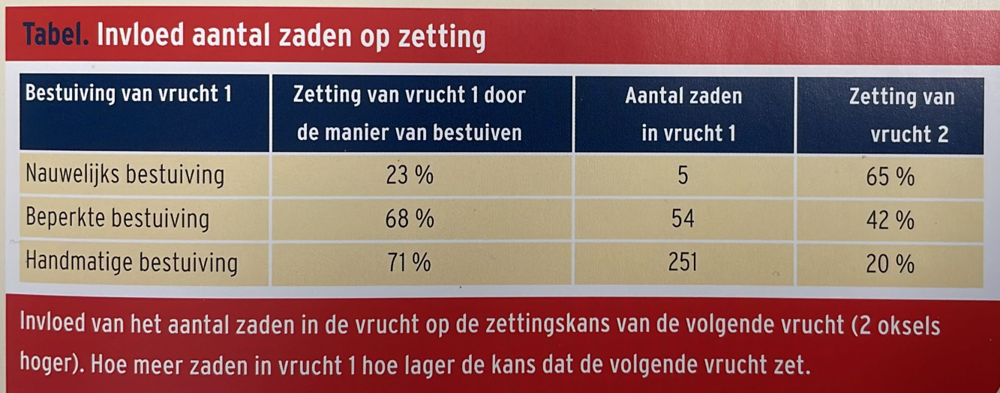 Tabel. Invloed aantal zaden op zetting
Bestuiving van vrucht 1 Zetting van vrucht 1 door de manier van bestuiven Aantal zaden in vrucht 1 Zetting van vrucht 2
Nauwelijks bestuiving 23 % 5 65 %
Beperkte bestuiving 68 % 54 42 %
Handmatige bestuiving 71 % 251 20 %
Invloed van het aantal zaden in de vrucht op de zettingskans van de volgende vrucht (2 oksels
hoger). Hoe meer zaden in vrucht 1 hoe lager de kans dat de volgende vrucht zet.